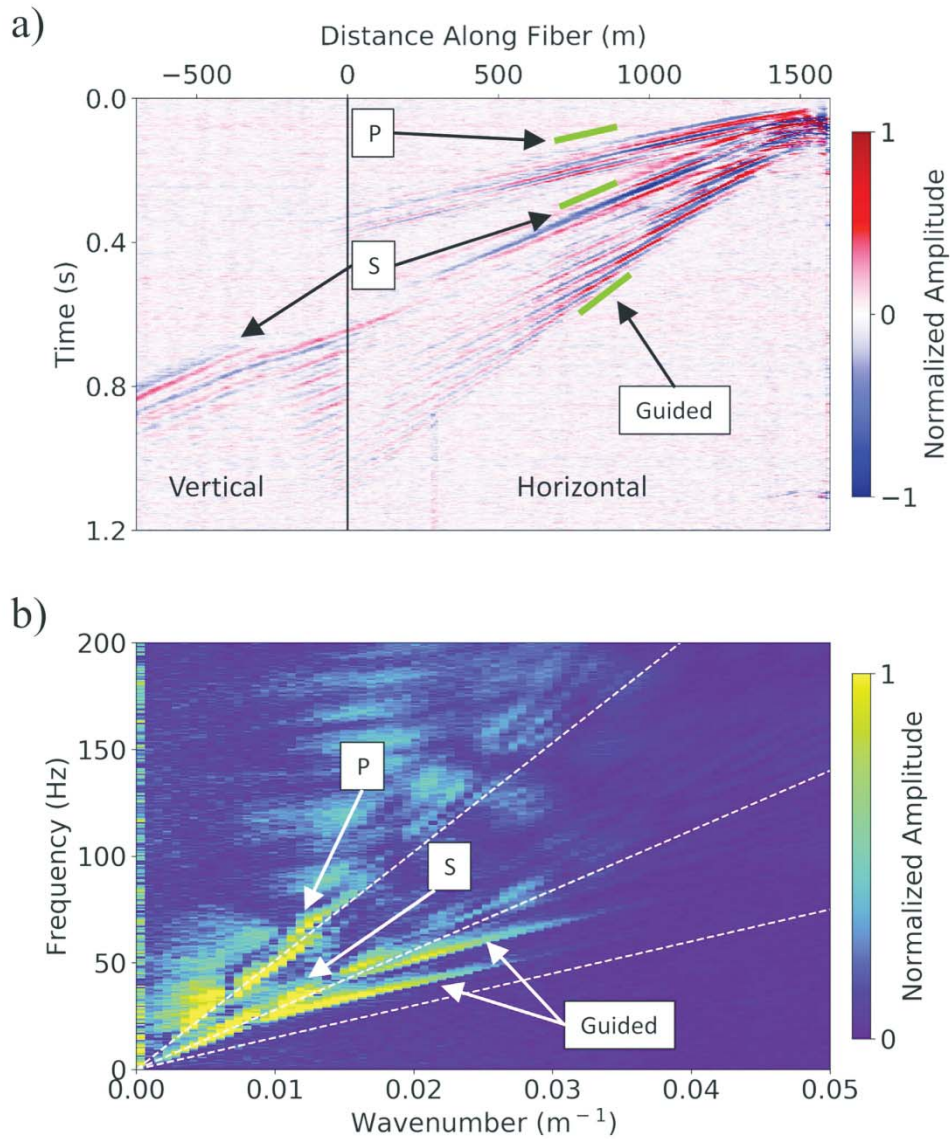 a)
Distance Along Fiber (m)
−500 0 500 1000 1500
0.0
0.4
0.8
1.2
Time (s)
P
S
Guided
Vertical
Horizontal
1
0
−1
Normalized Amplitude
b)
200
150
100
50
0
Frequency (Hz)
P
S
Guided
0.00 0.01 0.02 0.03 0.04 0.05
Wavenumber (m⁻¹)
1
0
Normalized Amplitude